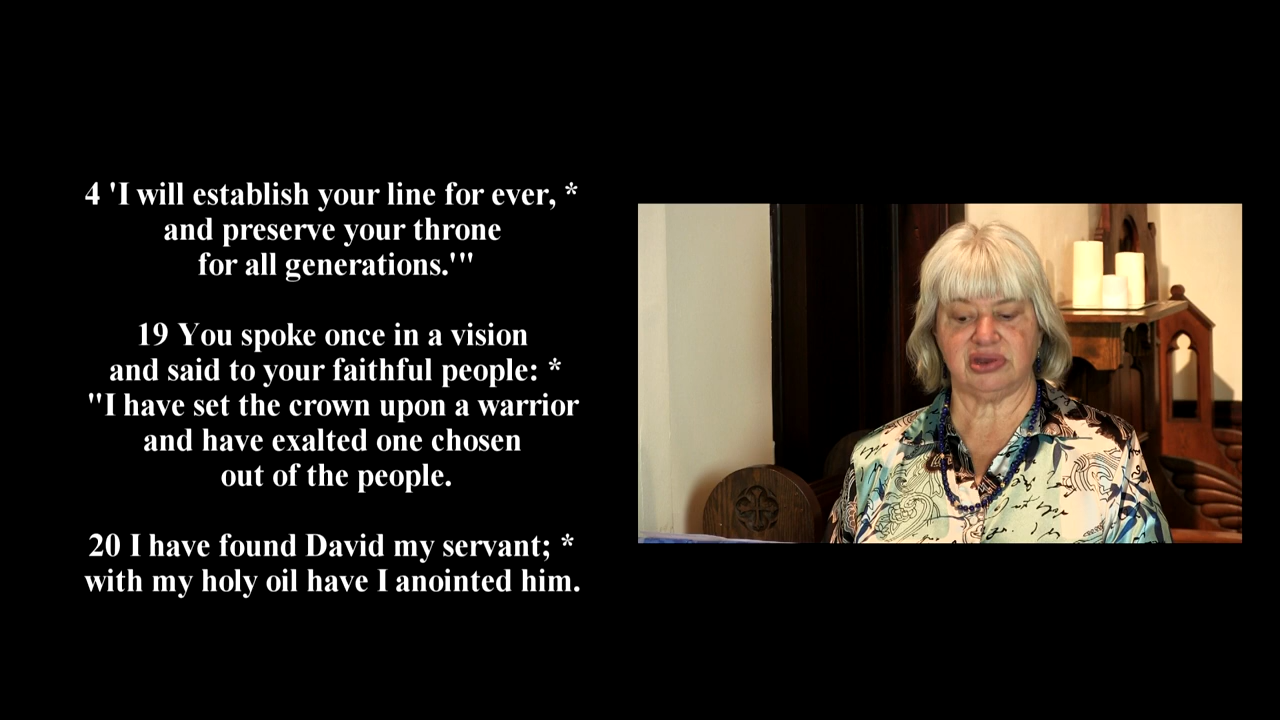 4 'I will establish your line for ever, *
and preserve your throne
for all generations.'"
19 You spoke once in a vision
and said to your faithful people: *
"I have set the crown upon a warrior
and have exalted one chosen
out of the people.
20 I have found David my servant; *
with my holy oil have I anointed him.